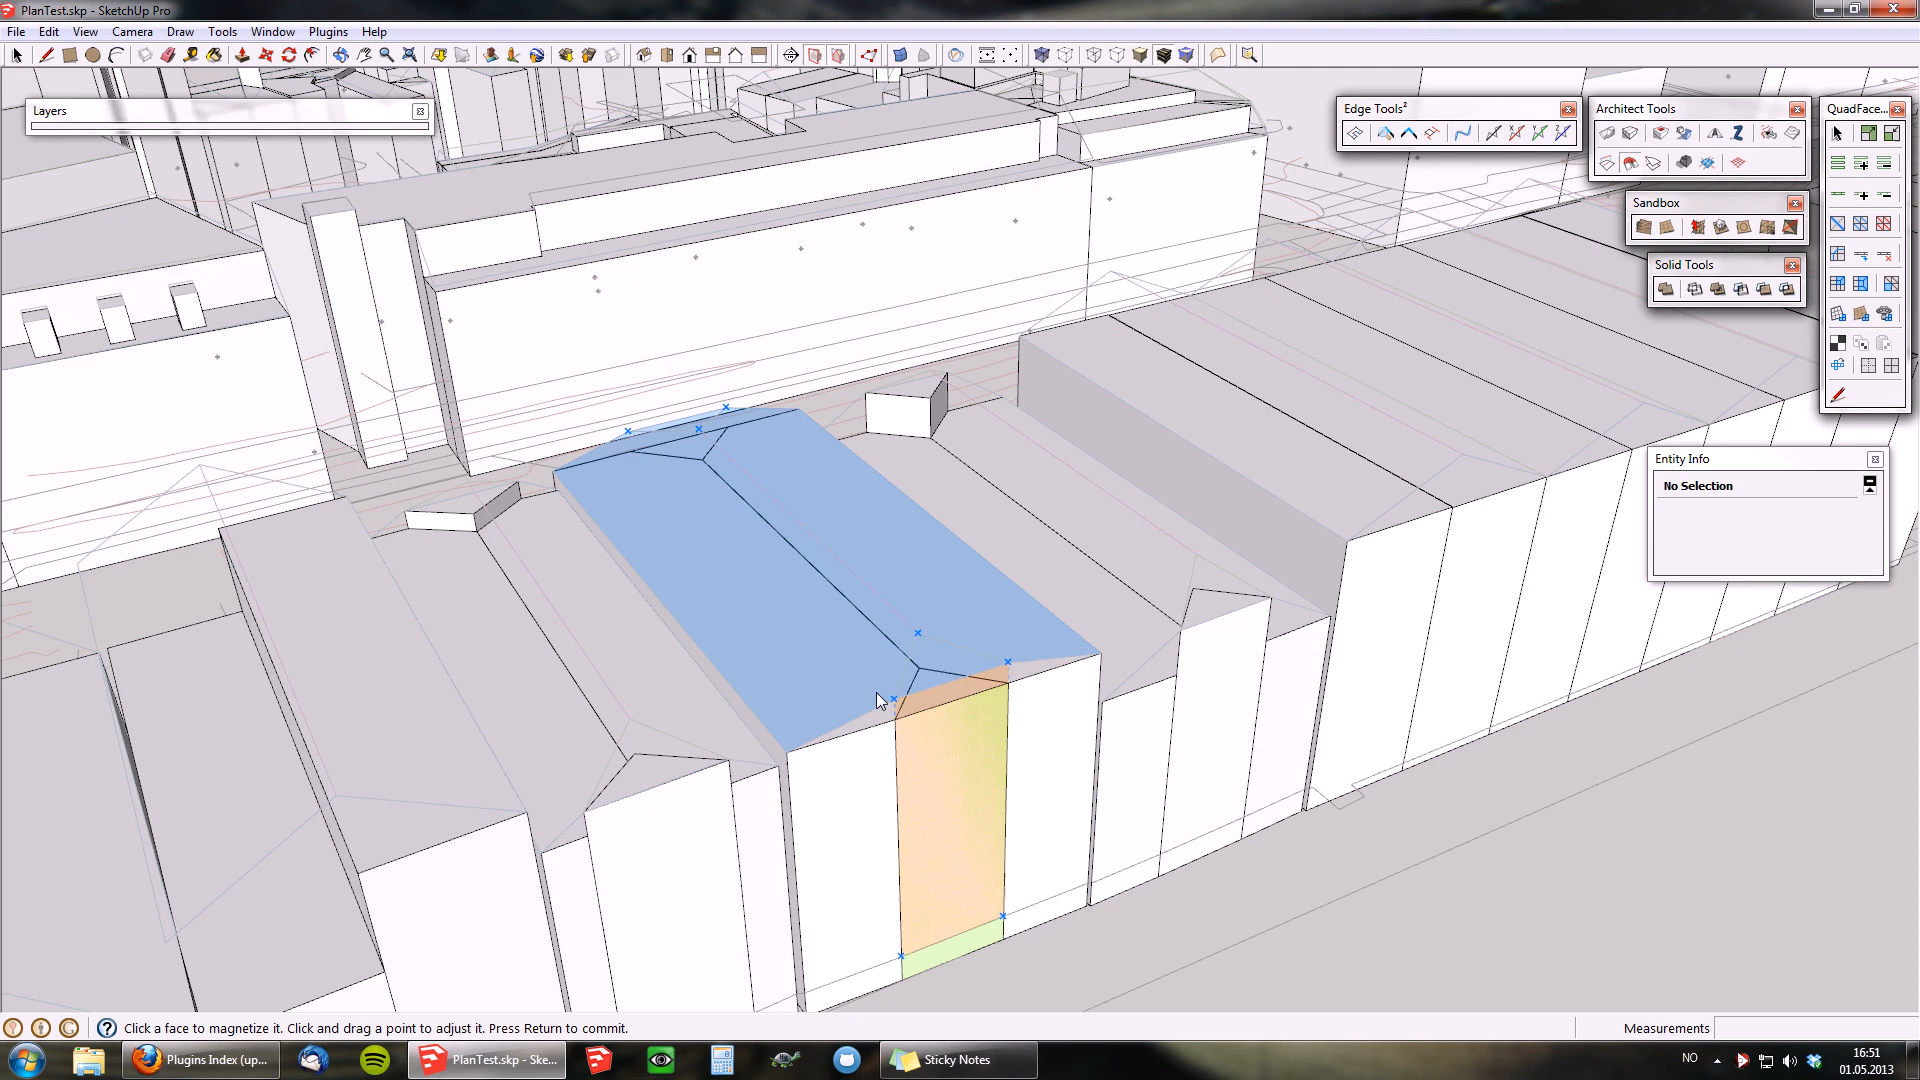 PlanTest.skp - SketchUp Pro
File Edit View Camera Draw Tools Window Plugins Help
Layers
Edge Tools²
Architect Tools
QuadFace...
Sandbox
Solid Tools
Entity Info
No Selection
Click a face to magnetize it. Click and drag a point to adjust it. Press Return to commit.
Measurements
Plugins Index (up...
PlanTest.skp - Ske...
Sticky Notes
NO
16:51
01.05.2013